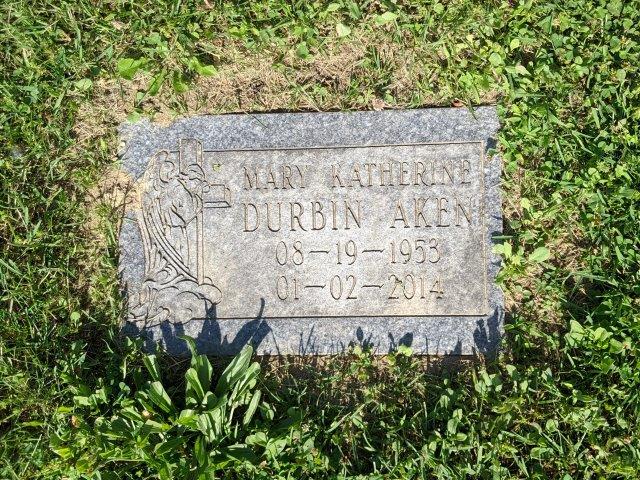 MARY KATHERINE
DURBIN AKEN
08-19-1953
01-02-2014